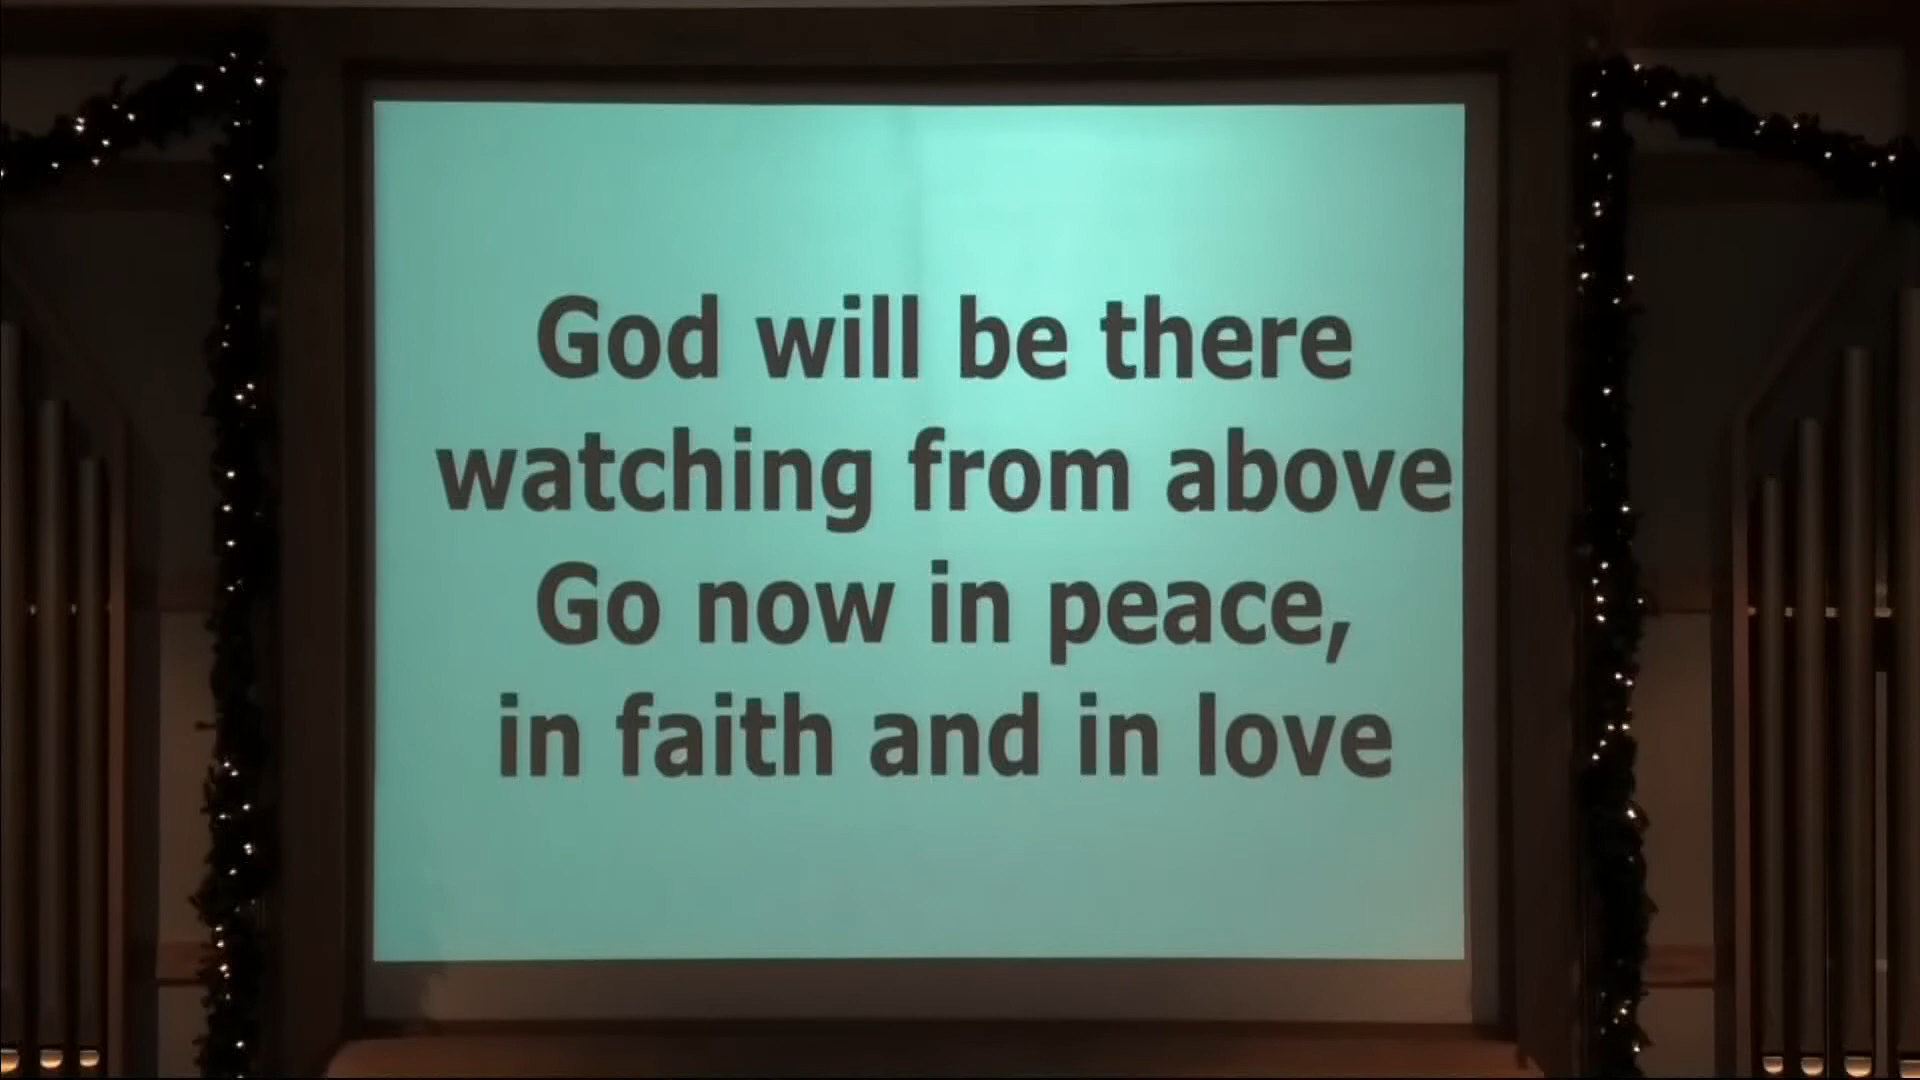 God will be there
watching from above
Go now in peace,
in faith and in love